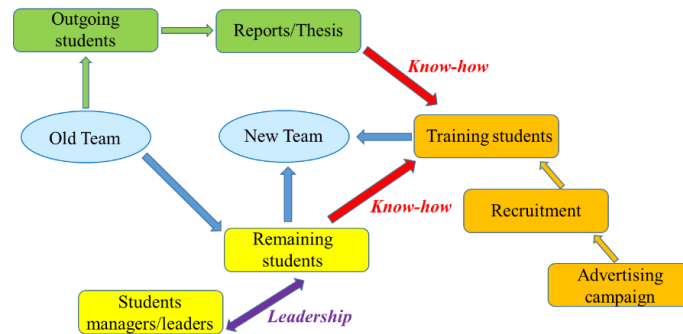 Outgoing
students
Reports/Thesis
Know-how
Old Team
New Team
Training students
Know-how
Recruitment
Remaining
students
Advertising
campaign
Students
managers/leaders
Leadership